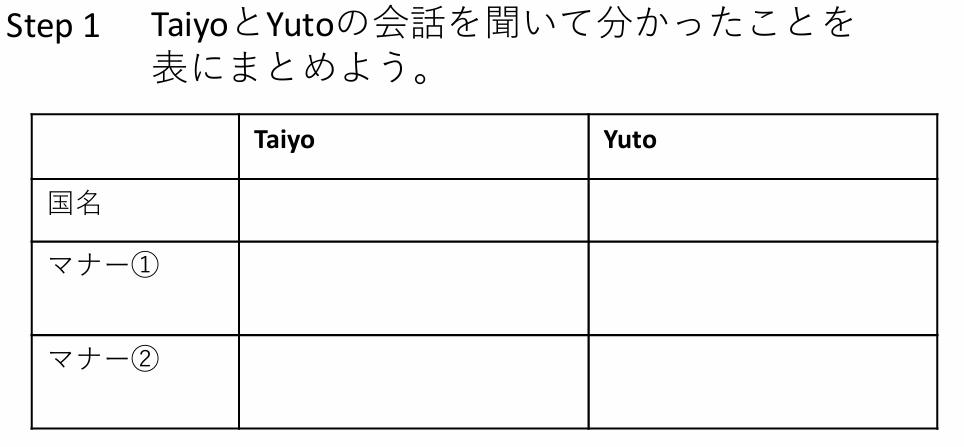 Step 1 TaiyoとYutoの会話を聞いて分かったことを
表にまとめよう。
Taiyo Yuto
国名
マナー①
マナー②